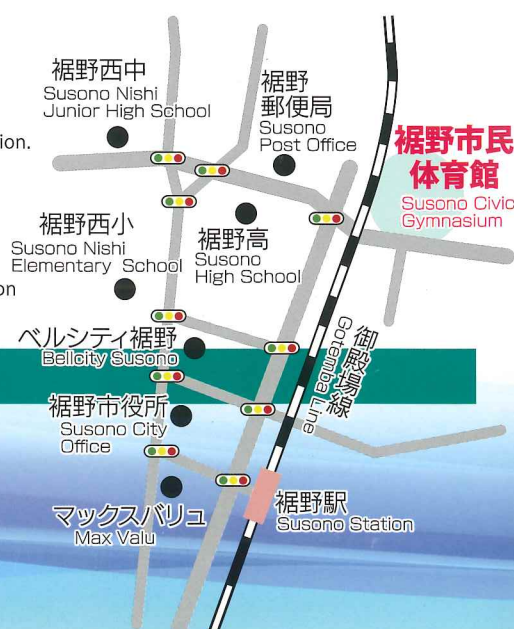 裾野西中
Susono Nishi
Junior High School
裾野
郵便局
Susono
Post Office
ion.
裾野市民
体育館
Susono Civic
Gymnasium
裾野西小
Susono Nishi
Elementary School
裾野高
Susono
High School
on
ベルシティ裾野
Bellcity Susono
御殿場線
Gotemba Line
裾野市役所
Susono City
Office
マックスバリュ
Max Valu
裾野駅
Susono Station